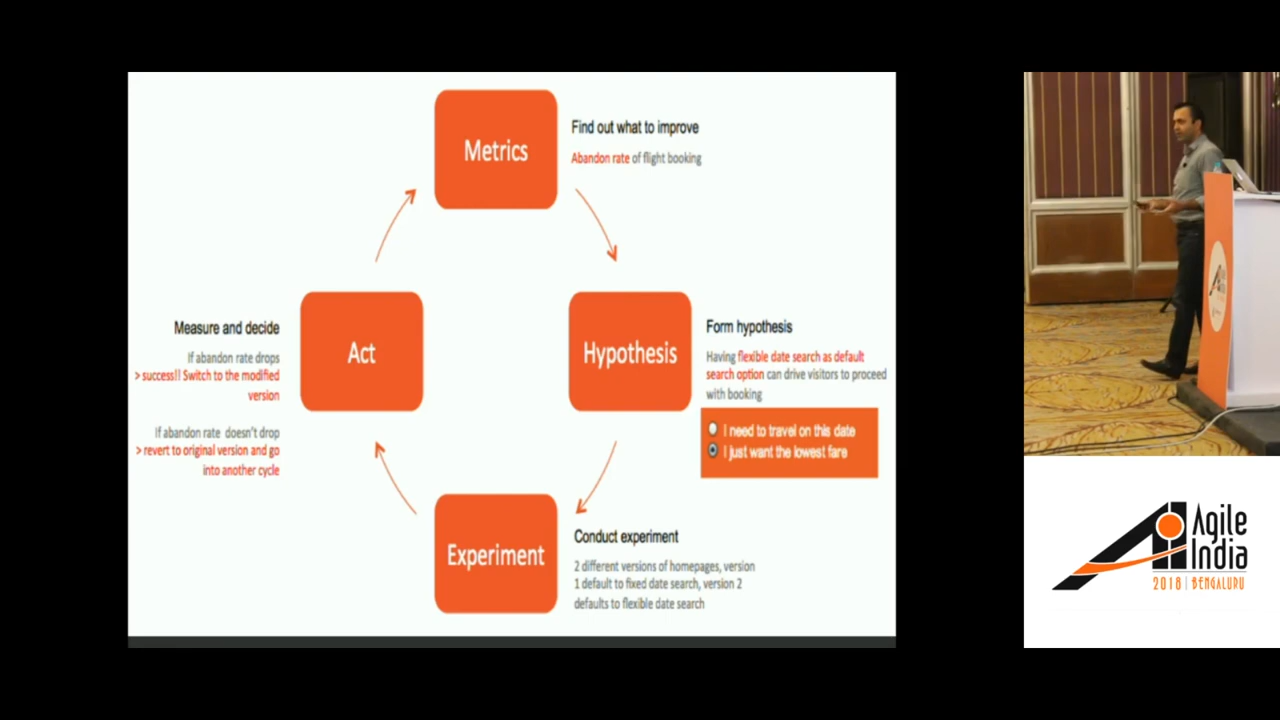 Metrics
Find out what to improve
Abandon rate of flight booking
Hypothesis
Form hypothesis
Having flexible date search as default
search option can drive visitors to proceed
with booking
I need to travel on this date
I just want the lowest fare
Experiment
Conduct experiment
2 different versions of homepages, version
1 default to fixed date search, version 2
defaults to flexible date search
Act
Measure and decide
If abandon rate drops
> success!! Switch to the modified
version
If abandon rate doesn't drop
> revert to original version and go
into another cycle
Agile
India
2018 | BENGALURU